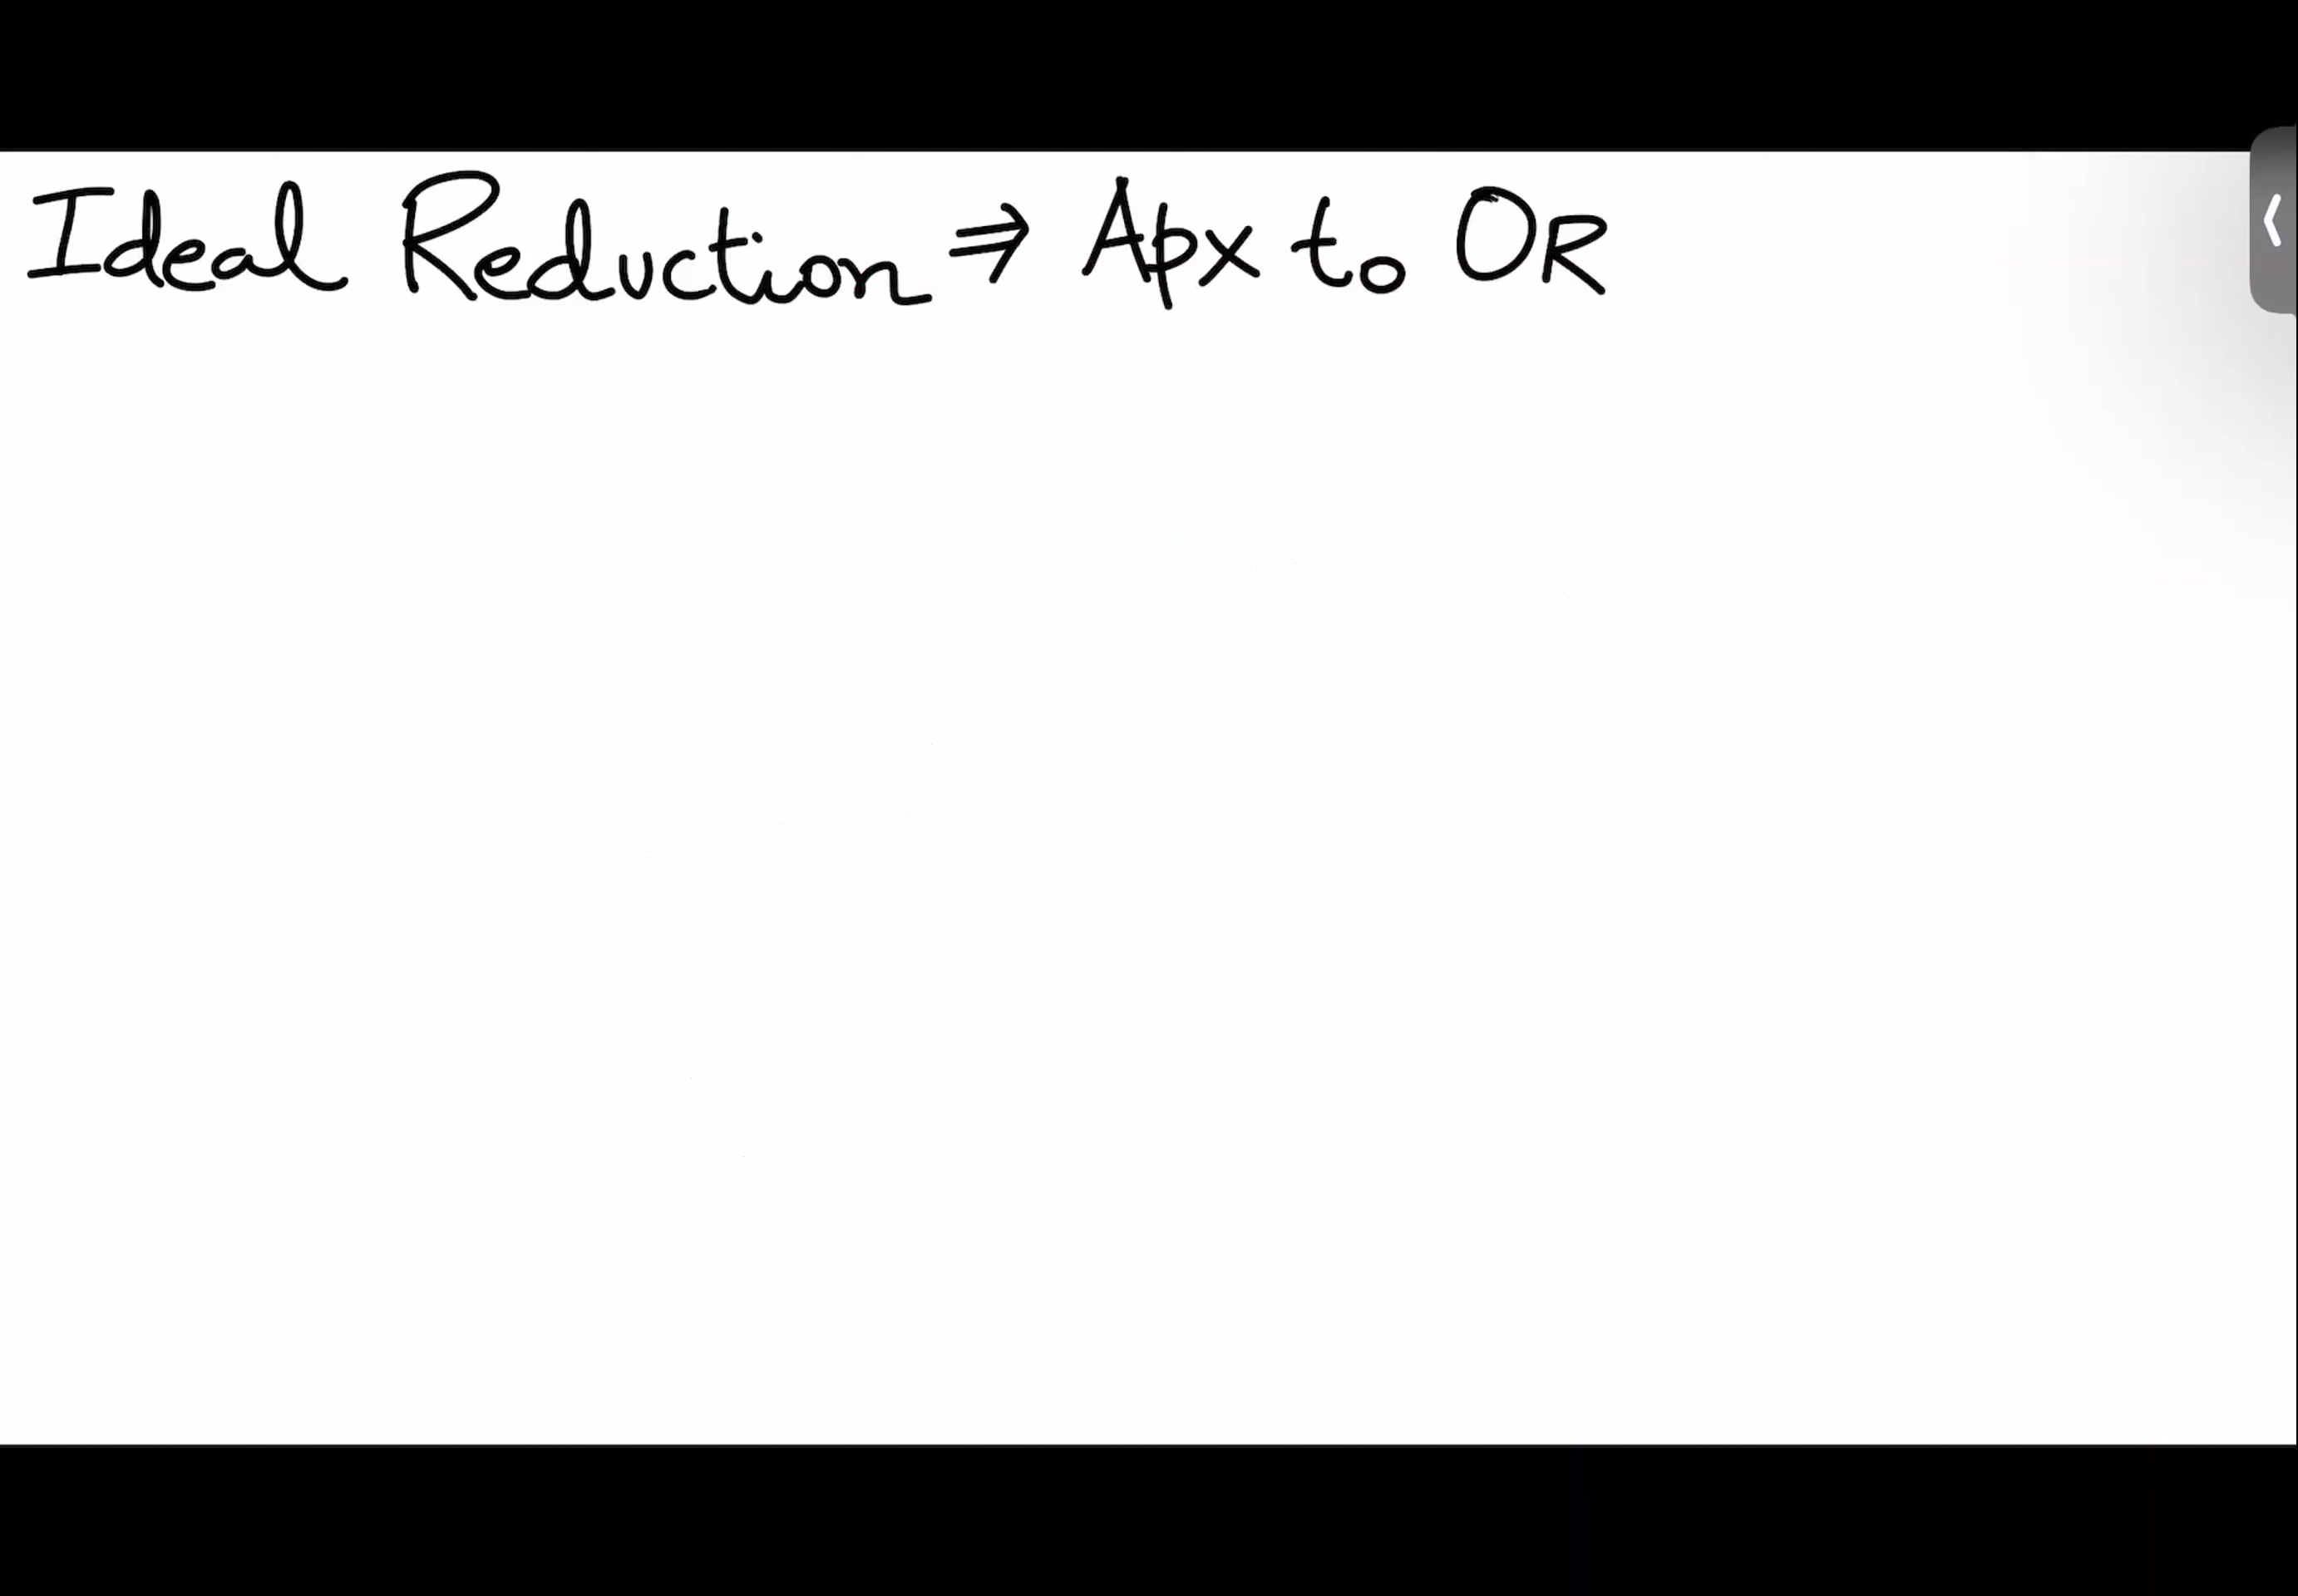 Ideal Reduction ⇒ Apx to OR